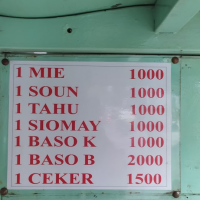 1 MIE 1000
1 SOUN 1000
1 TAHU 1000
1 SIOMAY 1000
1 BASO K 1000
1 BASO B 2000
1 CEKER 1500